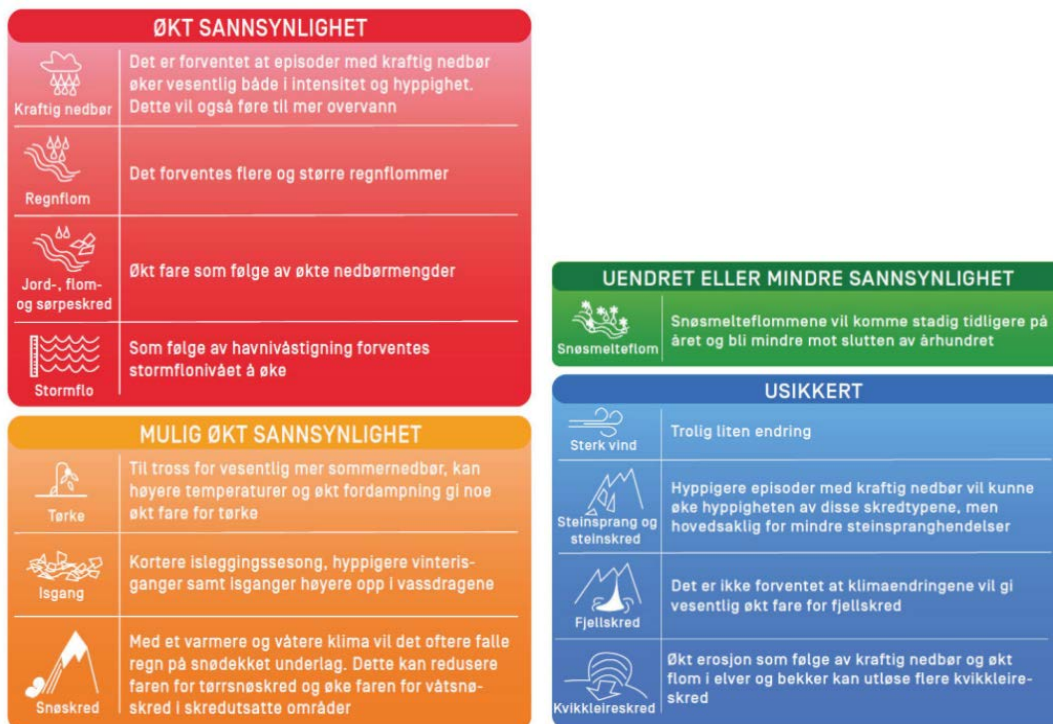 ØKT SANNSYNLIGHET
Kraftig nedbør
Det er forventet at episoder med kraftig nedbør
øker vesentlig både i intensitet og hyppighet.
Dette vil også føre til mer overvann
Regnflom
Det forventes flere og større regnflommer
Jord-, flom-
og sørpeskred
Økt fare som følge av økte nedbørmengder
Stormflo
Som følge av havnivåstigning forventes
stormflonivået å øke
MULIG ØKT SANNSYNLIGHET
Tørke
Til tross for vesentlig mer sommernedbør, kan
høyere temperaturer og økt fordampning gi noe
økt fare for tørke
Isgang
Kortere isleggingssesong, hyppigere vinteris-
ganger samt isganger høyere opp i vassdragene
Snøskred
Med et varmere og våtere klima vil det oftere falle
regn på snødekket underlag. Dette kan redusere
faren for tørrsnøskred og øke faren for våtsnø-
skred i skredutsatte områder
UENDRET ELLER MINDRE SANNSYNLIGHET
Snøsmelteflom
Snøsmelteflommene vil komme stadig tidligere på
året og bli mindre mot slutten av århundret
USIKKERT
Sterk vind
Trolig liten endring
Steinsprang og
steinskred
Hyppigere episoder med kraftig nedbør vil kunne
øke hyppigheten av disse skredtypene, men
hovedsaklig for mindre steinspranghendelser
Fjellskred
Det er ikke forventet at klimaendringene vil gi
vesentlig økt fare for fjellskred
Kvikkleireskred
Økt erosjon som følge av kraftig nedbør og økt
flom i elver og bekker kan utløse flere kvikkleire-
skred